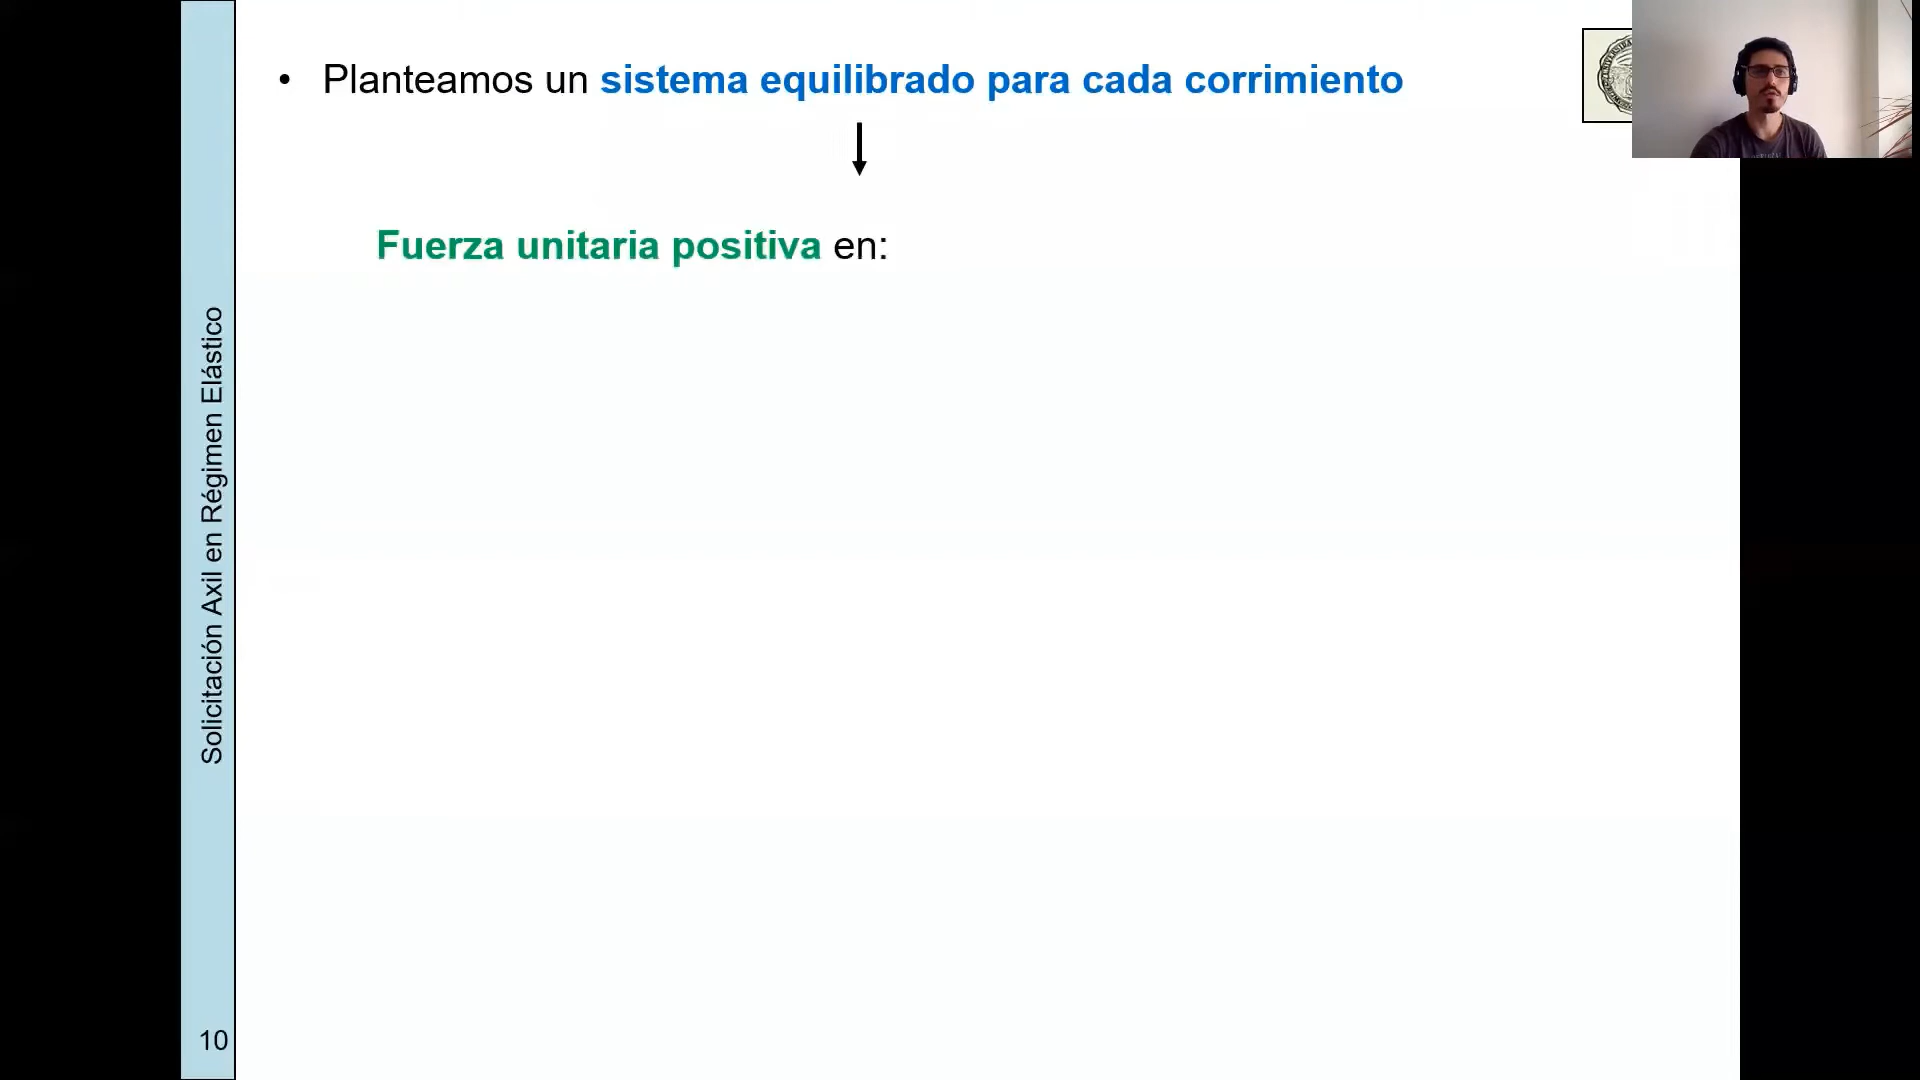 • Planteamos un sistema equilibrado para cada corrimiento
Fuerza unitaria positiva en:
Solicitación Axil en Régimen Elástico
10